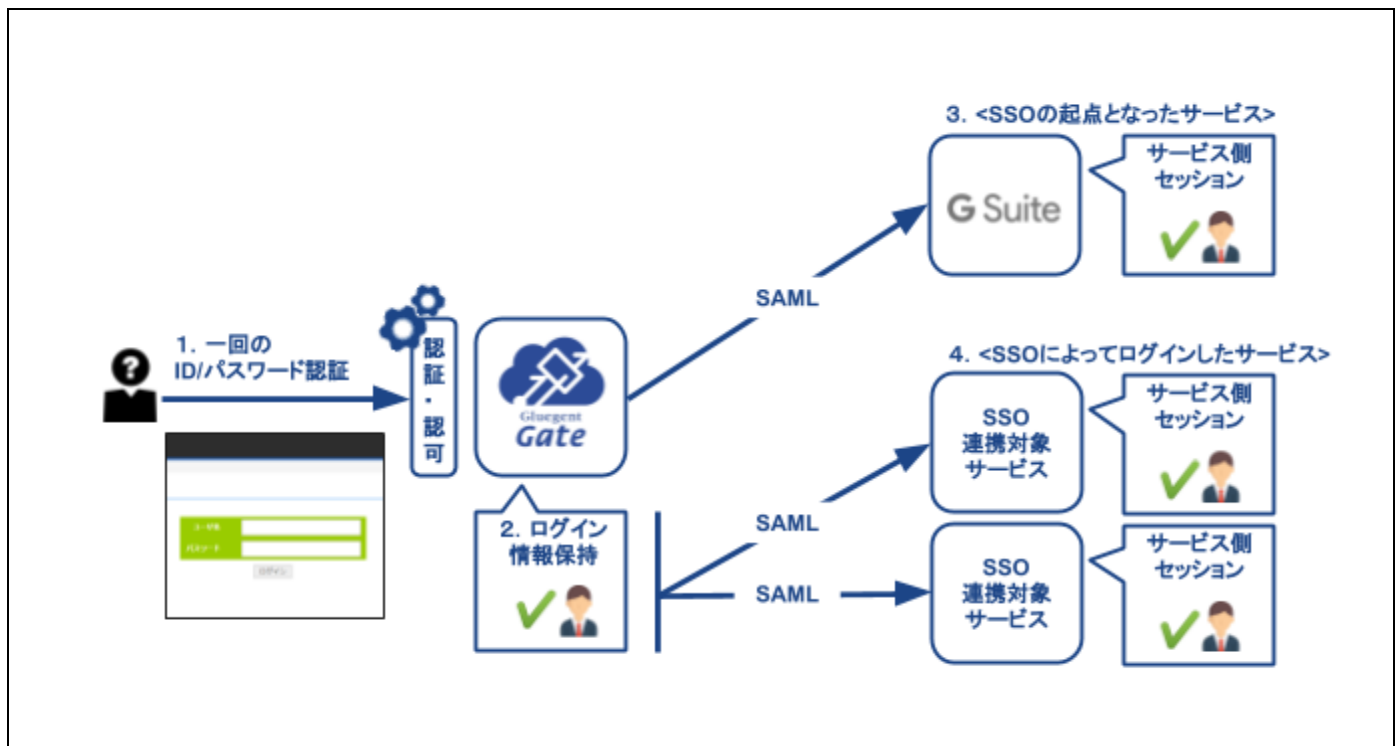 3. <SSOの起点となったサービス>
サービス側
セッション
G Suite
SAML
1. 一回の
ID/パスワード認証
認証・認可
Gluegent
Gate
2. ログイン
情報保持
4. <SSOによってログインしたサービス>
サービス側
セッション
SSO
連携対象
サービス
SAML
サービス側
セッション
SSO
連携対象
サービス
SAML
パスワード
ログイン